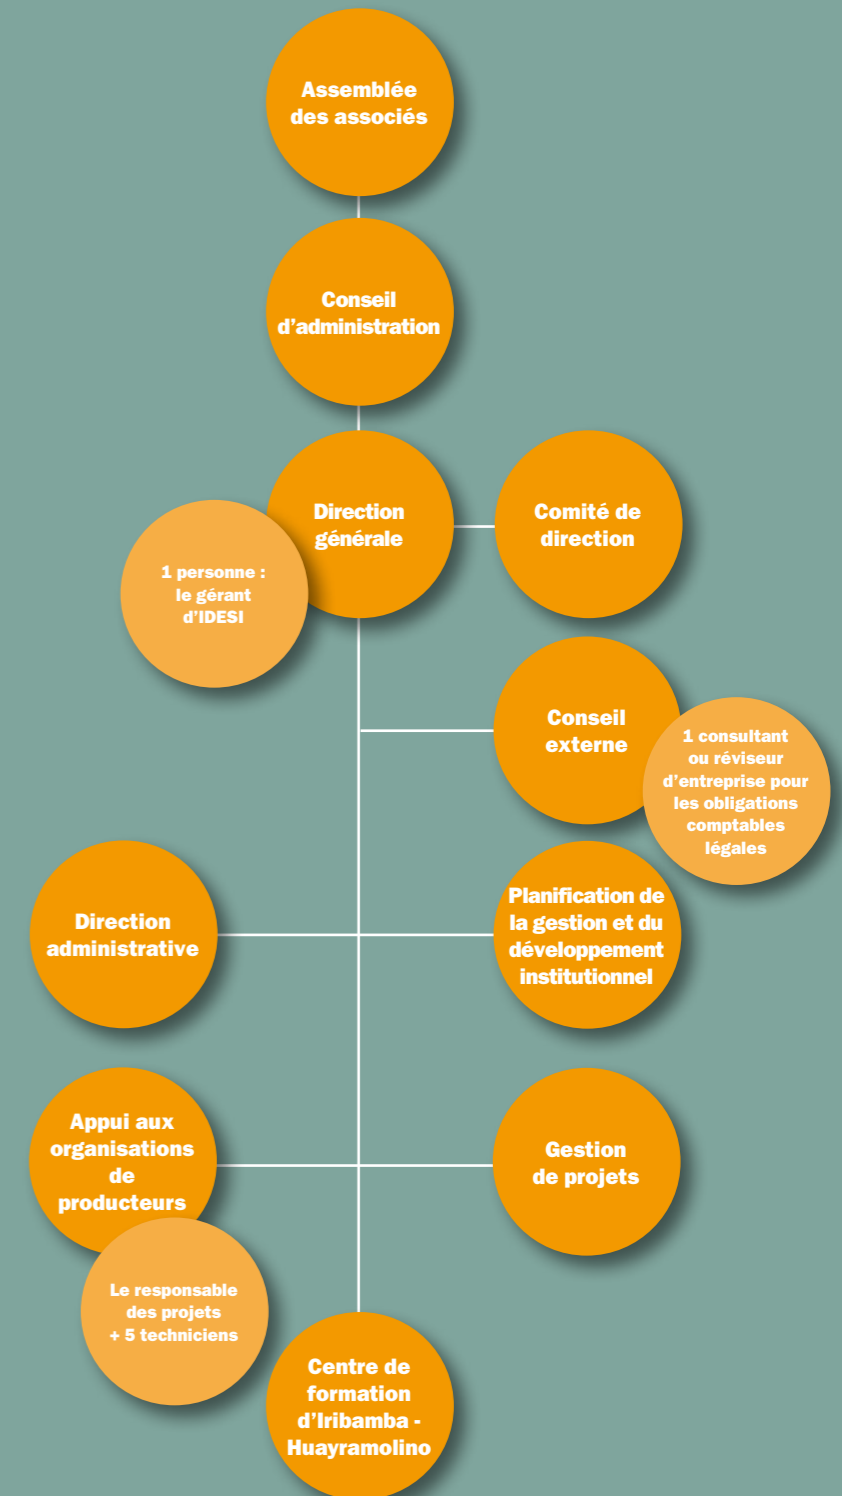 Assemblée
des associés
Conseil
d'administration
Direction
générale
Comité de
direction
1 personne :
le gérant
d'IDESI
Conseil
externe
1 consultant
ou réviseur
d'entreprise pour
les obligations
comptables
légales
Direction
administrative
Planification de
la gestion et du
développement
institutionnel
Appui aux
organisations
de
producteurs
Gestion
de projets
Le responsable
des projets
+ 5 techniciens
Centre de
formation
d'Iribamba -
Huayramolino